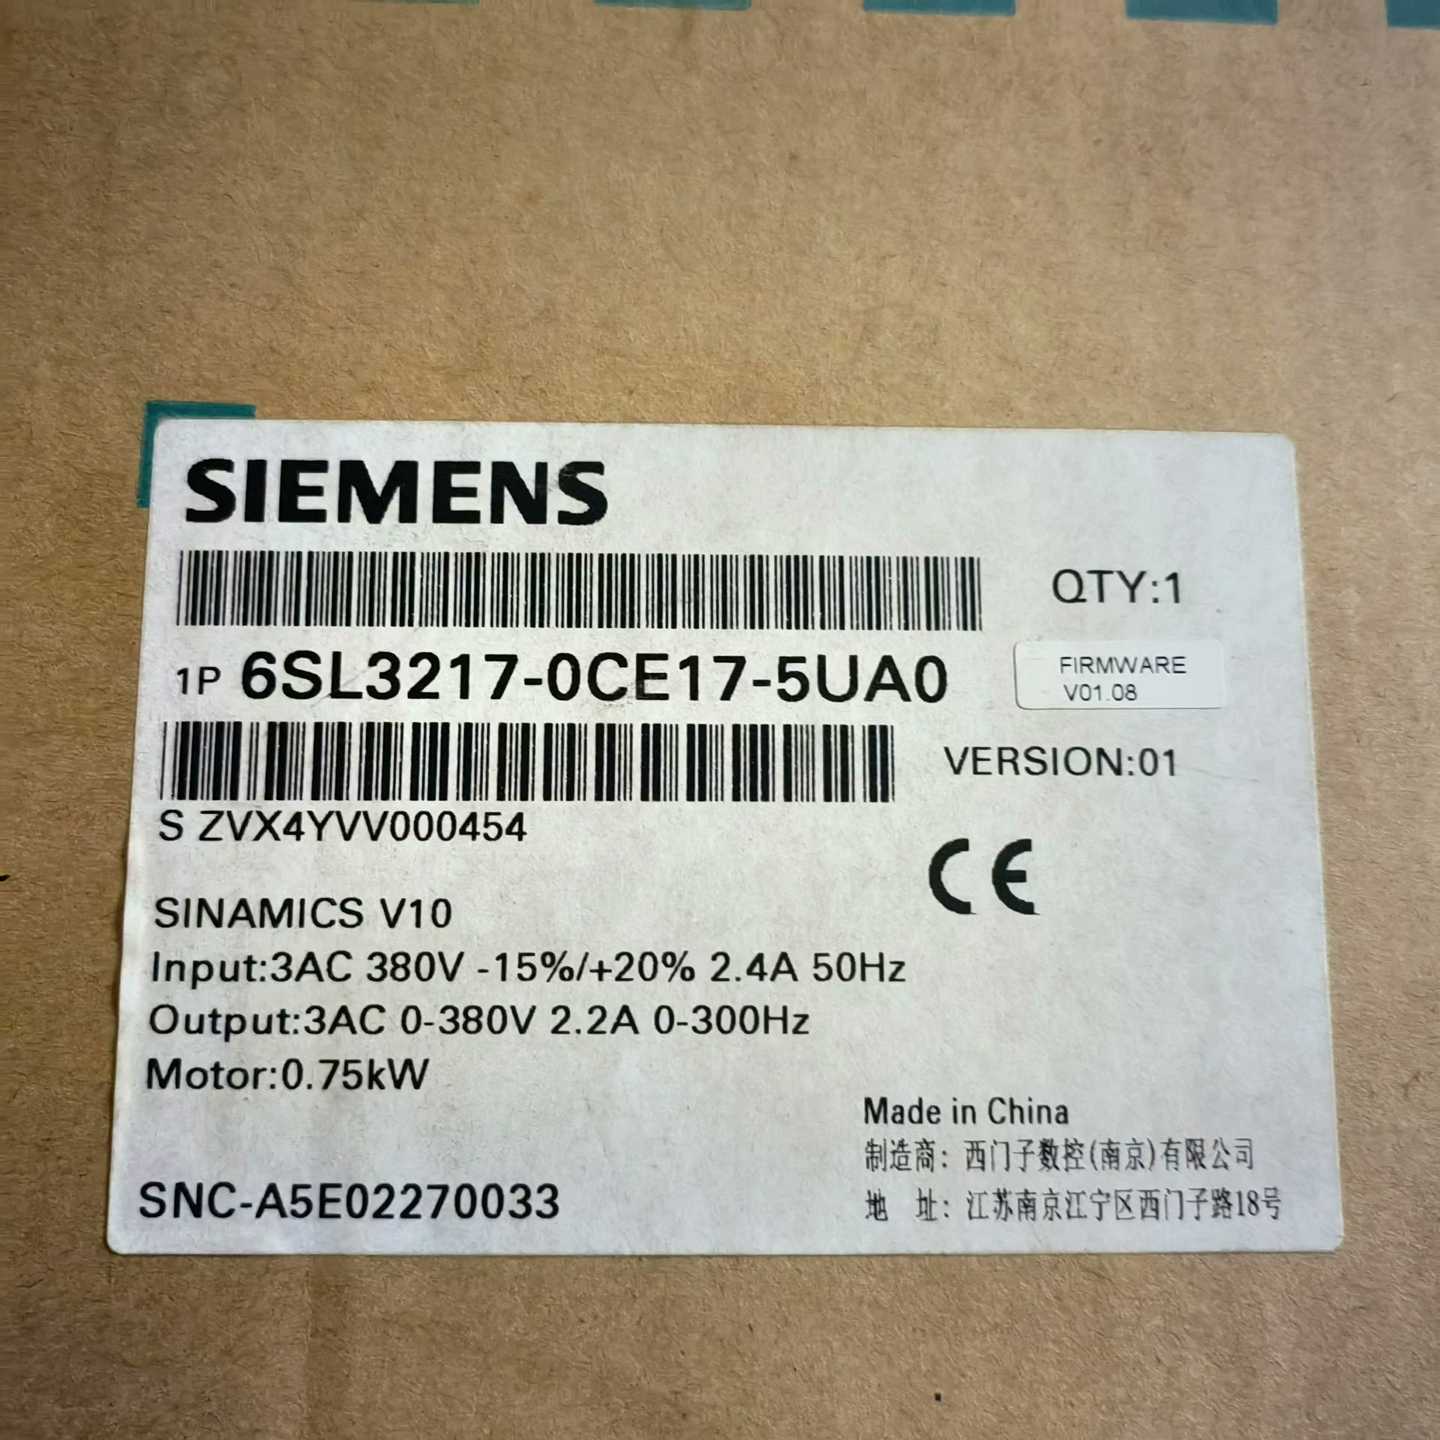 SIEMENS
QTY:1
1P 6SL3217-0CE17-5UA0
FIRMWARE
V01.08
VERSION:01
S ZVX4YVV000454
SINAMICS V10
Input:3AC 380V -15%/+20% 2.4A 50Hz
Output:3AC 0-380V 2.2A 0-300Hz
Motor:0.75kW
Made in China
制造商: 西门子数控(南京)有限公司
地 址: 江苏南京江宁区西门子路18号
SNC-A5E02270033